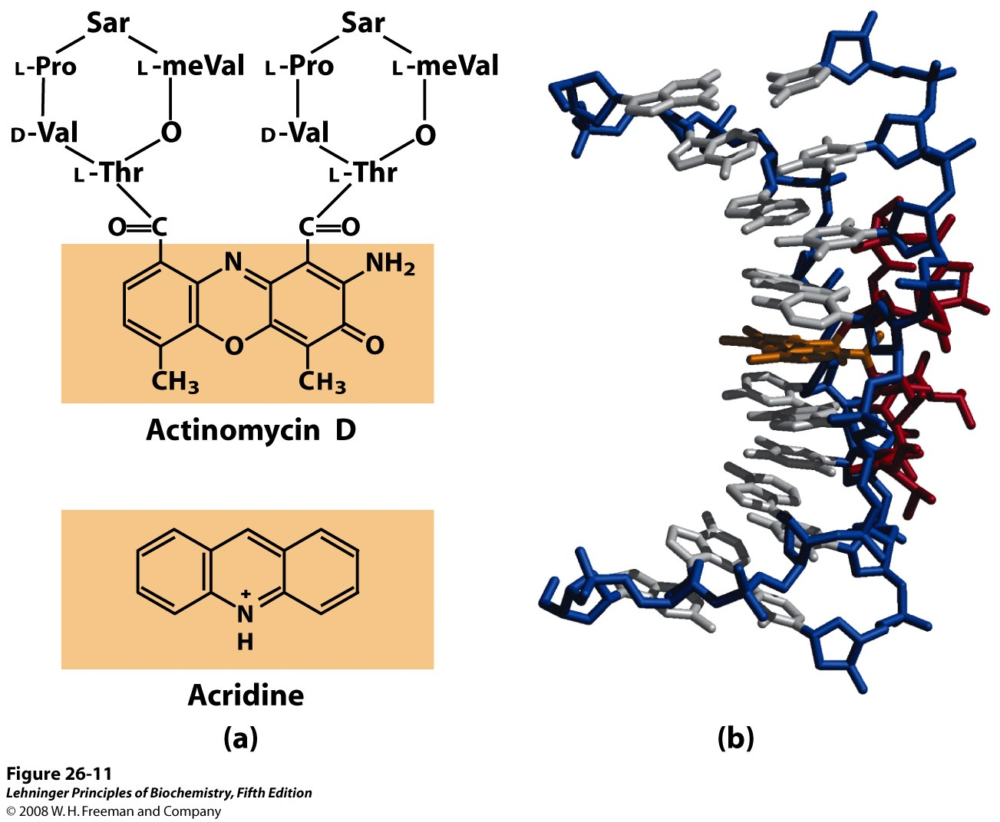 Sar Sar
L-Pro L-meVal L-Pro L-meVal
D-Val O D-Val O
L-Thr L-Thr
O C C O
N NH2
O O
CH3 CH3
Actinomycin D
+
N
H
Acridine
(a) (b)
Figure 26-11
Lehninger Principles of Biochemistry, Fifth Edition
© 2008 W. H. Freeman and Company